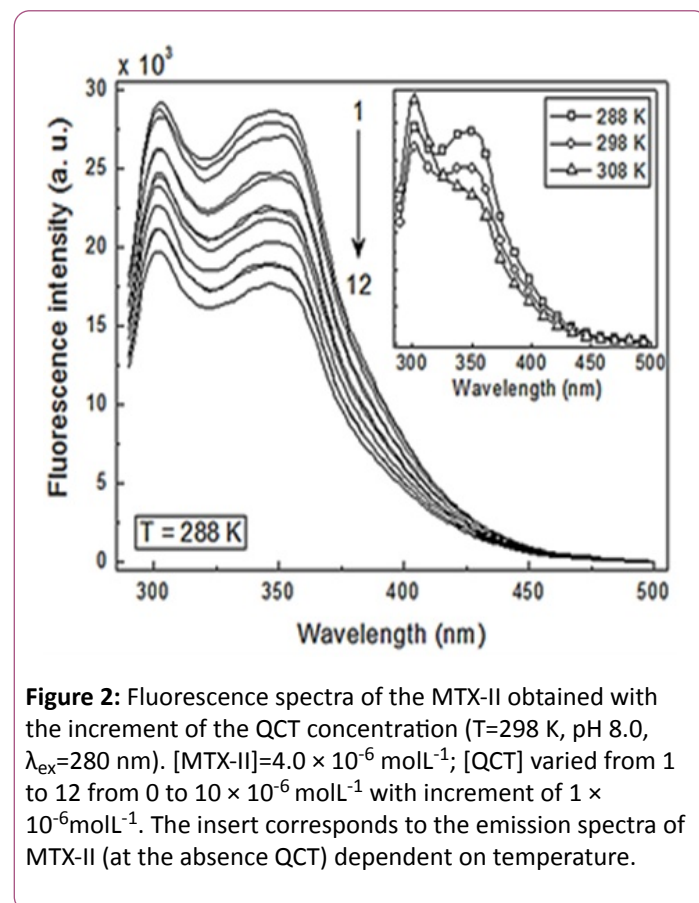 x 10³
30
25
20
15
10
5
0
Fluorescence intensity (a. u.)
1
12
288 K
298 K
308 K
300 350 400 450 500
Wavelength (nm)
T = 288 K
300 350 400 450 500
Wavelength (nm)
Figure 2: Fluorescence spectra of the MTX-II obtained with
the increment of the QCT concentration (T=298 K, pH 8.0,
λex=280 nm). [MTX-II]=4.0 × 10⁻⁶ molL⁻¹; [QCT] varied from 1
to 12 from 0 to 10 × 10⁻⁶ molL⁻¹ with increment of 1 ×
10⁻⁶molL⁻¹. The insert corresponds to the emission spectra of
MTX-II (at the absence QCT) dependent on temperature.